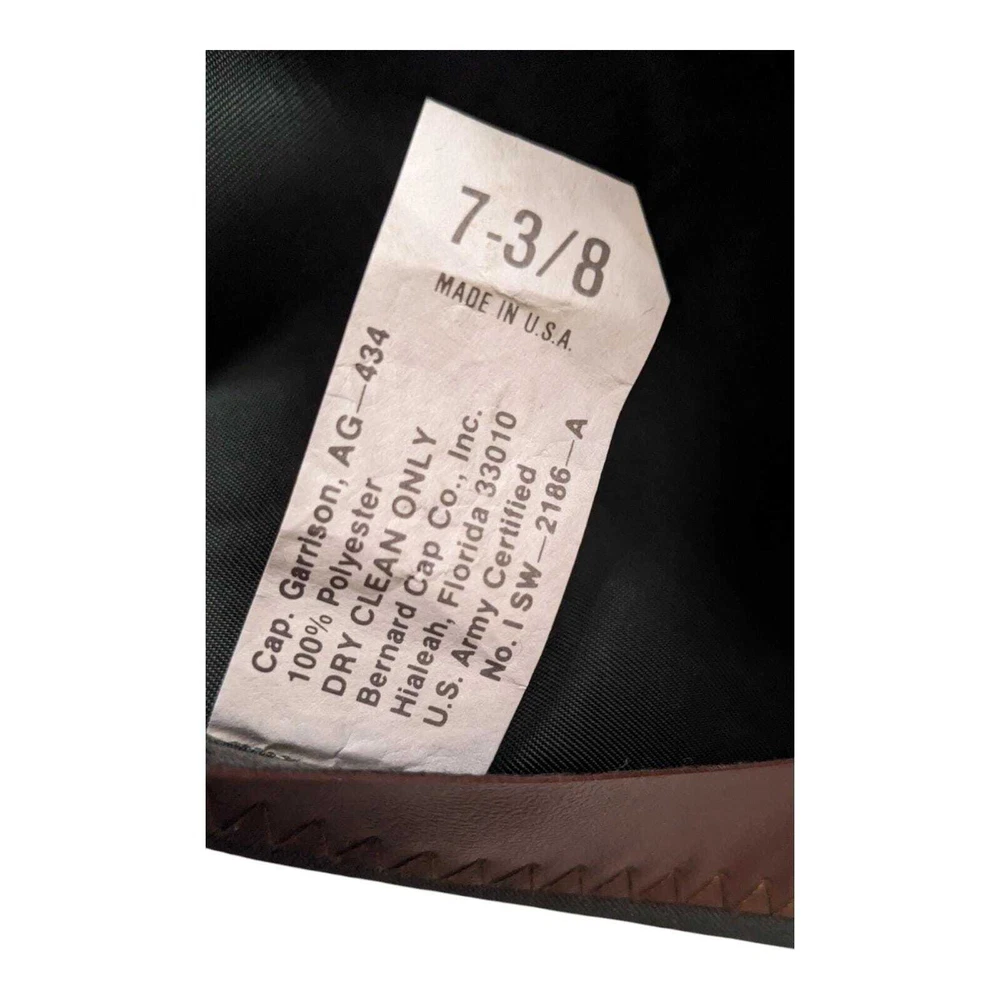 7-3/8
MADE IN U.S.A.
Cap. Garrison, AG—434
100% Polyester
DRY CLEAN ONLY
Bernard Cap Co., Inc.
Hialeah, Florida 33010
U.S. Army Certified
No. I SW—2186—A